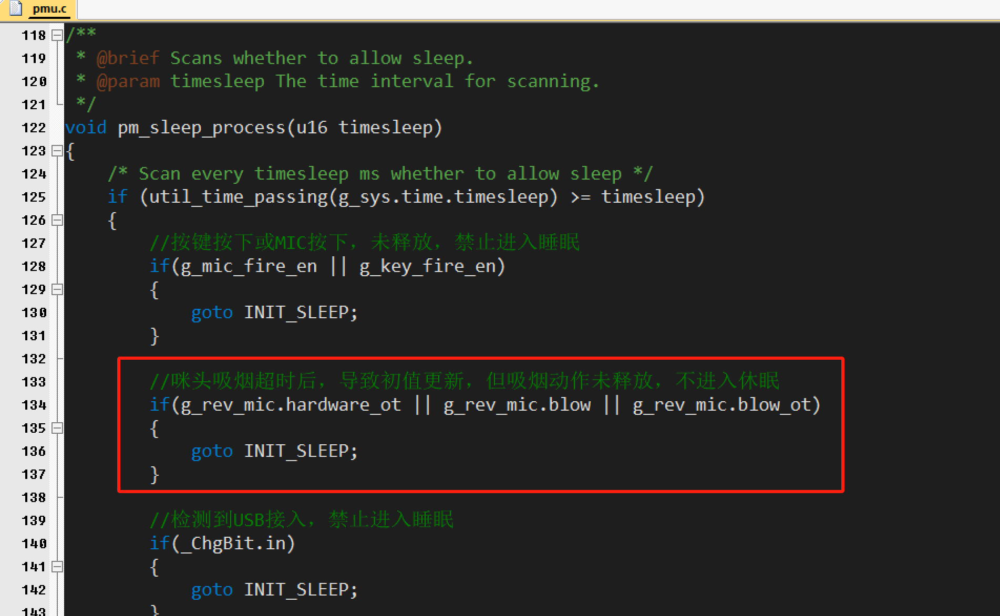 pmu.c
118 /**
119  * @brief Scans whether to allow sleep.
120  * @param timesleep The time interval for scanning.
121  */
122 void pm_sleep_process(u16 timesleep)
123 {
124     /* Scan every timesleep ms whether to allow sleep */
125     if (util_time_passing(g_sys.time.timesleep) >= timesleep)
126     {
127         //按键按下或MIC按下，未释放，禁止进入睡眠
128         if(g_mic_fire_en || g_key_fire_en)
129         {
130             goto INIT_SLEEP;
131         }
132
133         //咪头吸烟超时后，导致初值更新，但吸烟动作未释放，不进入休眠
134         if(g_rev_mic.hardware_ot || g_rev_mic.blow || g_rev_mic.blow_ot)
135         {
136             goto INIT_SLEEP;
137         }
138
139         //检测到USB接入，禁止进入睡眠
140         if(_ChgBit.in)
141         {
142             goto INIT_SLEEP;
143         }